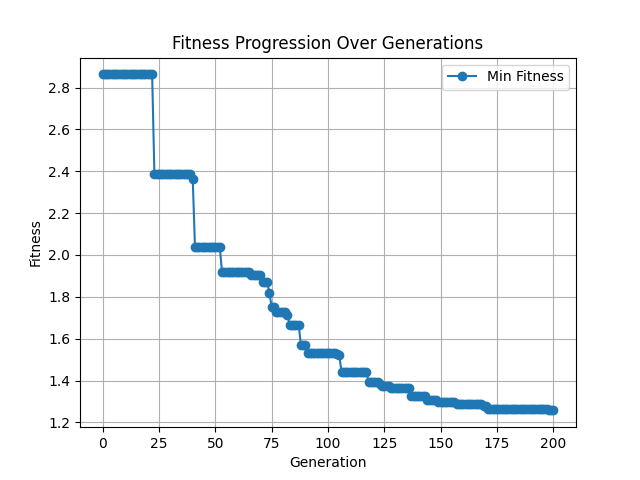 Fitness Progression Over Generations
Min Fitness
Fitness
2.8
2.6
2.4
2.2
2.0
1.8
1.6
1.4
1.2
0 25 50 75 100 125 150 175 200
Generation